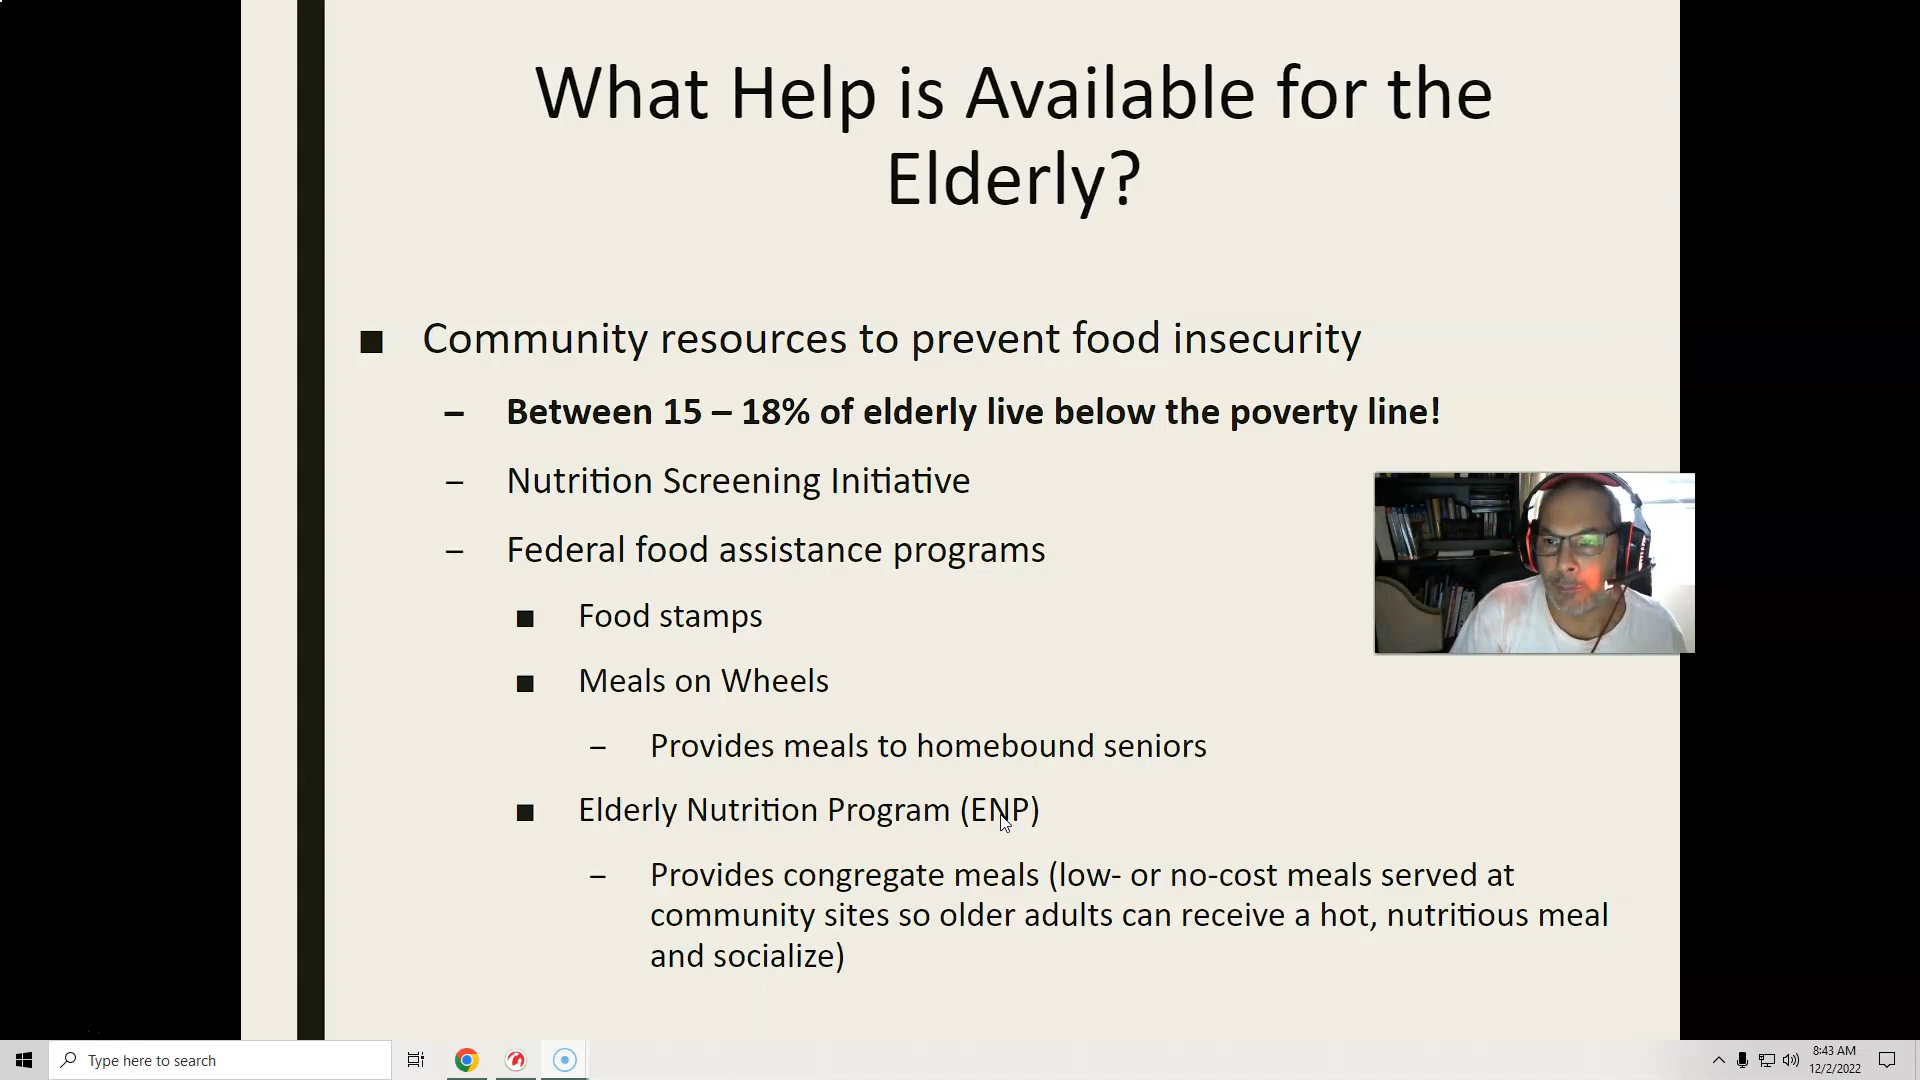 What Help is Available for the
Elderly?
■ Community resources to prevent food insecurity
– Between 15 – 18% of elderly live below the poverty line!
– Nutrition Screening Initiative
– Federal food assistance programs
■ Food stamps
■ Meals on Wheels
– Provides meals to homebound seniors
■ Elderly Nutrition Program (ENP)
– Provides congregate meals (low- or no-cost meals served at
community sites so older adults can receive a hot, nutritious meal
and socialize)
Type here to search
8:43 AM
12/2/2022